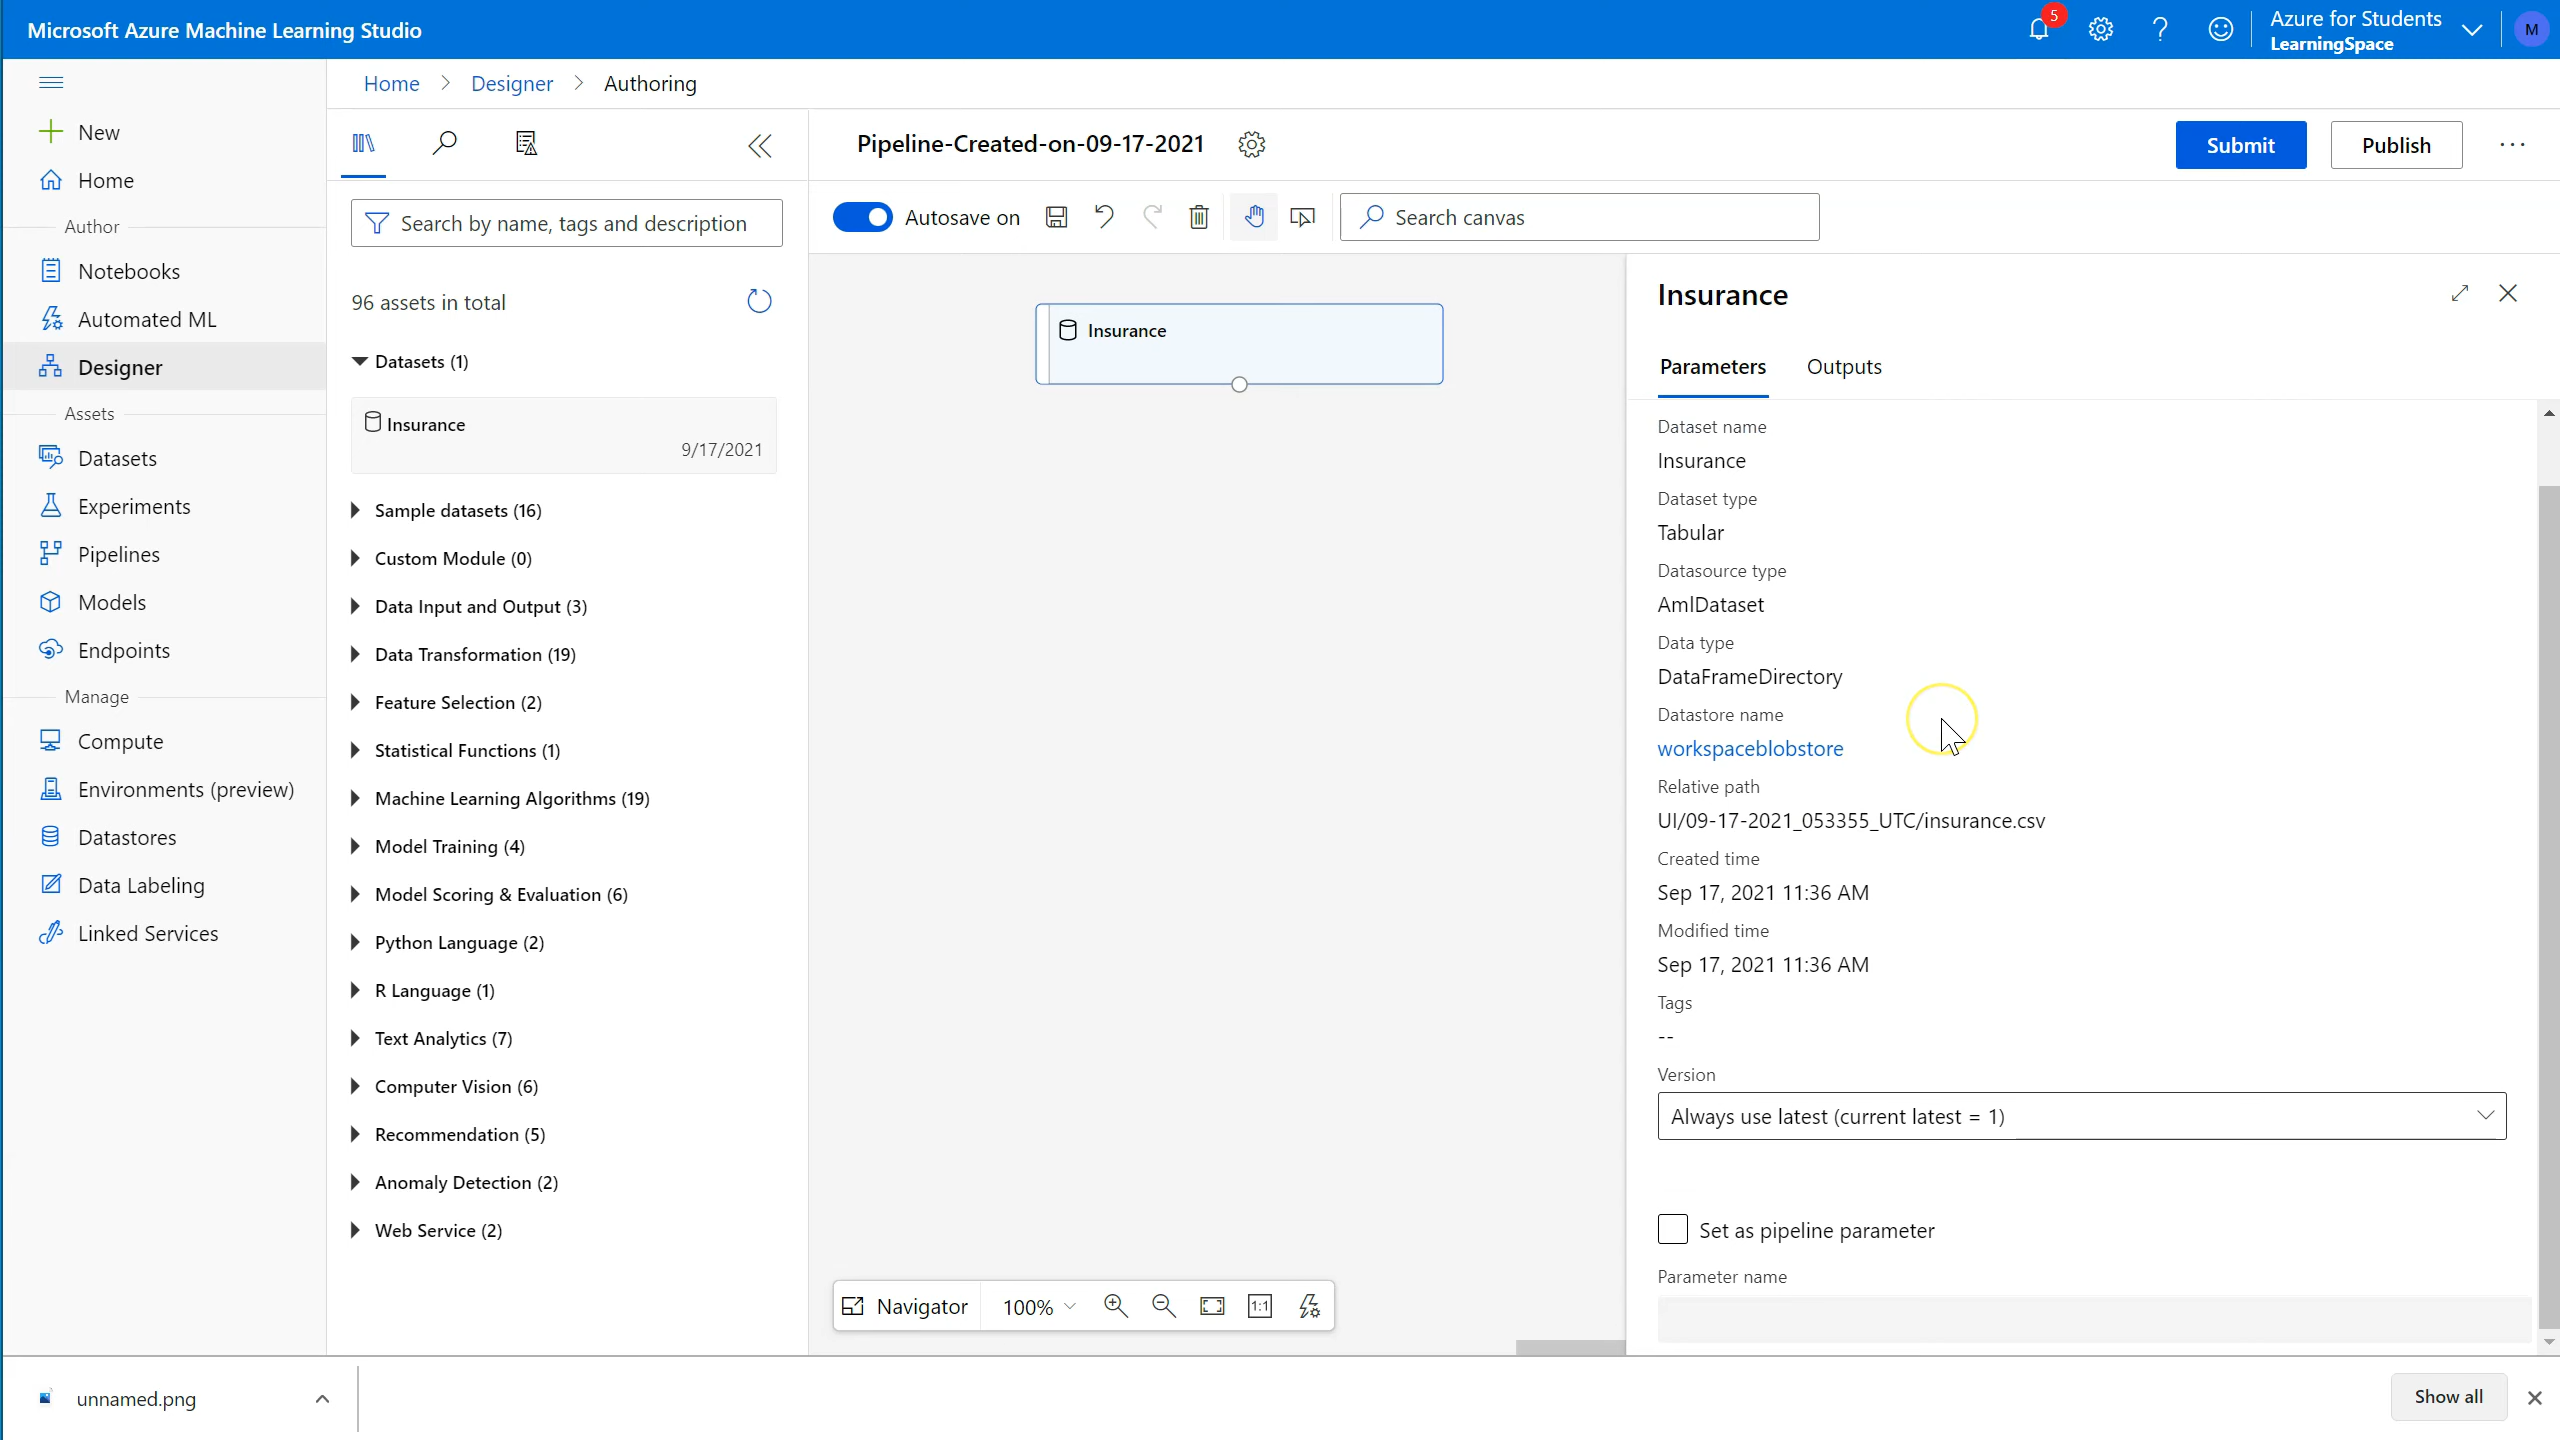 Microsoft Azure Machine Learning Studio
5
Azure for Students
LearningSpace
M
New
Home
Author
Notebooks
Automated ML
Designer
Assets
Datasets
Experiments
Pipelines
Models
Endpoints
Manage
Compute
Environments (preview)
Datastores
Data Labeling
Linked Services
Home > Designer > Authoring
Search by name, tags and description
96 assets in total
Datasets (1)
Insurance
9/17/2021
Sample datasets (16)
Custom Module (0)
Data Input and Output (3)
Data Transformation (19)
Feature Selection (2)
Statistical Functions (1)
Machine Learning Algorithms (19)
Model Training (4)
Model Scoring & Evaluation (6)
Python Language (2)
R Language (1)
Text Analytics (7)
Computer Vision (6)
Recommendation (5)
Anomaly Detection (2)
Web Service (2)
Pipeline-Created-on-09-17-2021
Submit
Publish
Autosave on
Search canvas
Insurance
Navigator
100%
1:1
Insurance
Parameters
Outputs
Dataset name
Insurance
Dataset type
Tabular
Datasource type
AmlDataset
Data type
DataFrameDirectory
Datastore name
workspaceblobstore
Relative path
UI/09-17-2021_053355_UTC/insurance.csv
Created time
Sep 17, 2021 11:36 AM
Modified time
Sep 17, 2021 11:36 AM
Tags
--
Version
Always use latest (current latest = 1)
Set as pipeline parameter
Parameter name
unnamed.png
Show all